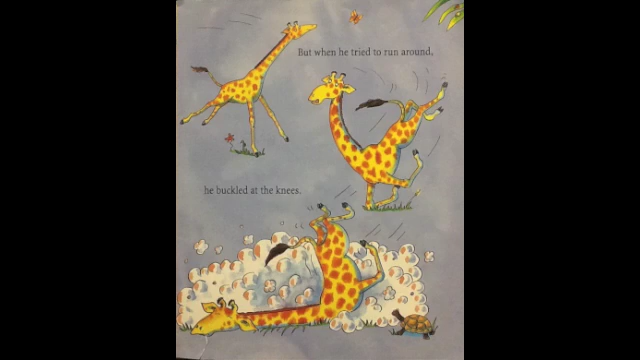 But when he tried to run around,
he buckled at the knees.